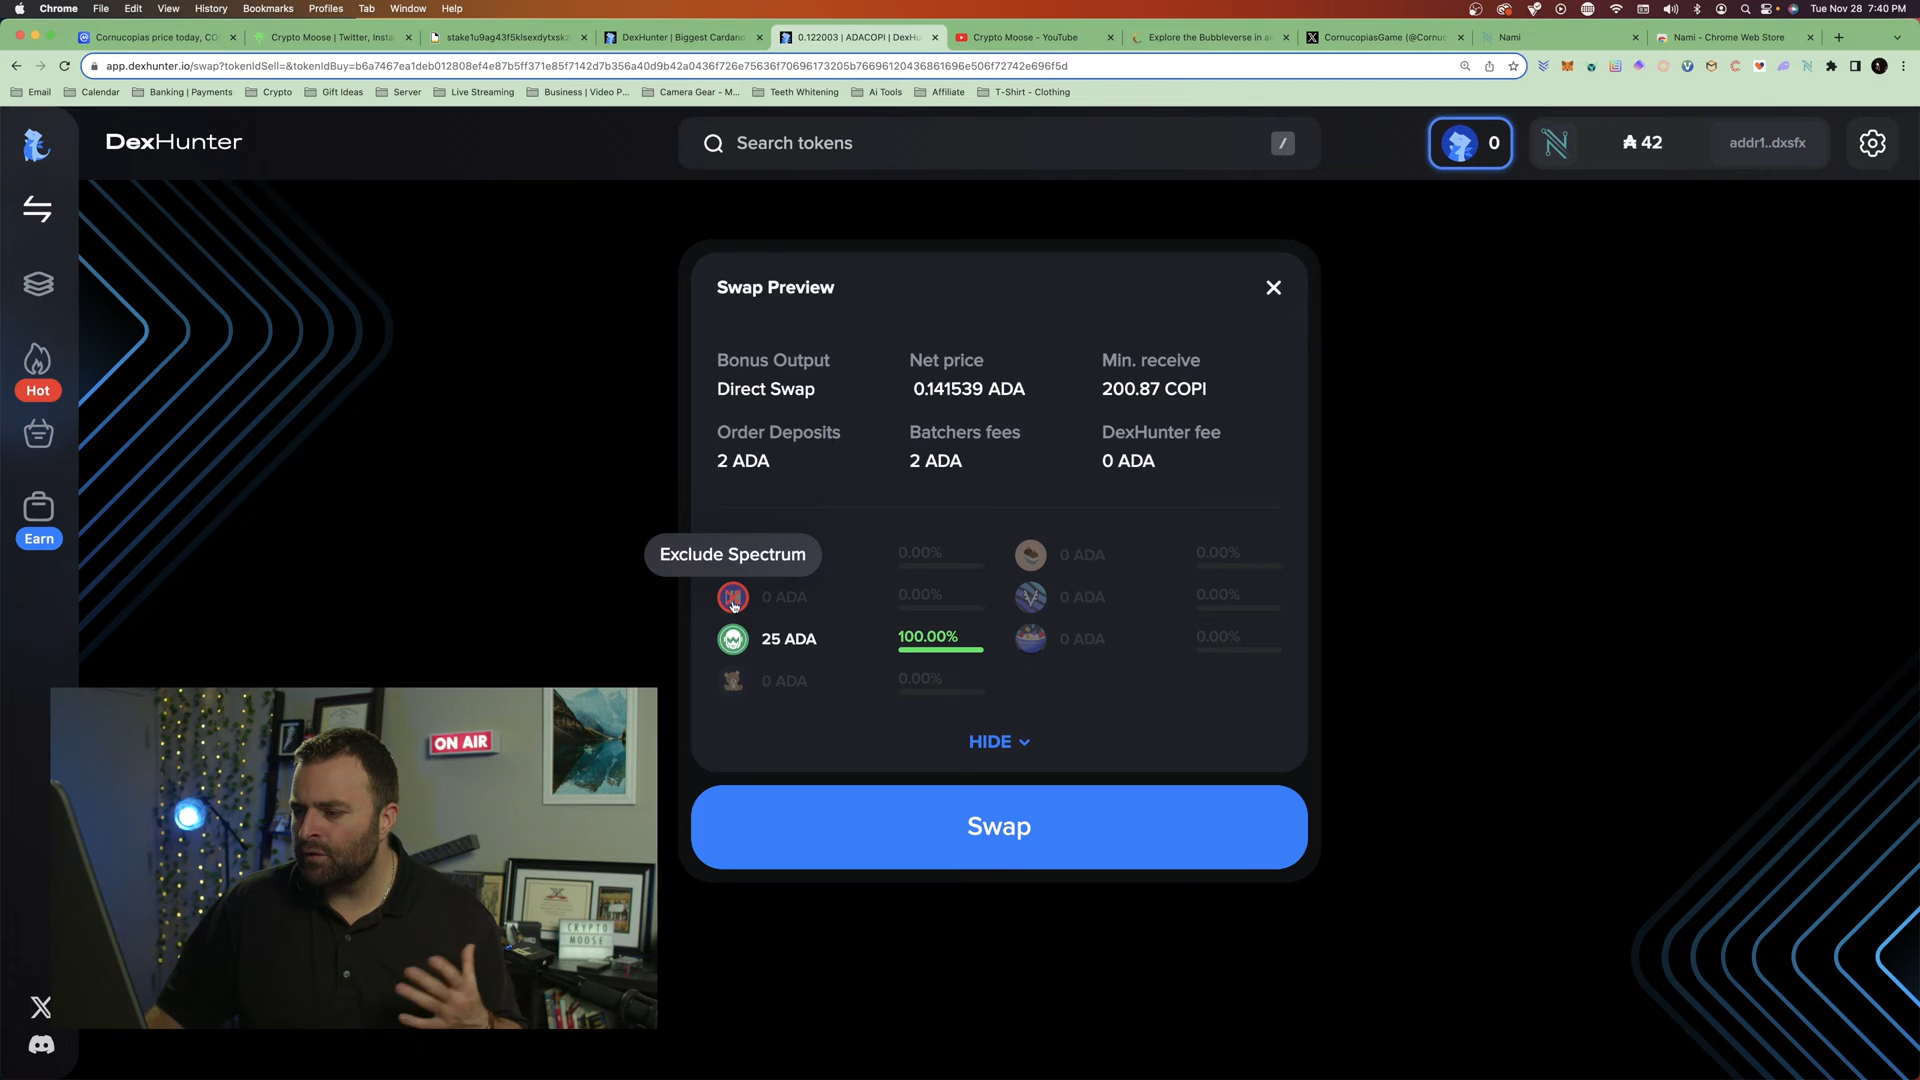 Chrome File Edit View History Bookmarks Profiles Tab Window Help Tue Nov 28 7:40 PM
Cornucopias price today, CO Crypto Moose | Twitter, Insta stake1u9ag43f5klsexdytxskz DexHunter | Biggest Cardano 0.122003 | ADACOPI | DexHu Crypto Moose - YouTube Explore the Bubbleverse in a CornucopiasGame (@Cornuc Nami Nami - Chrome Web Store
Email Calendar Banking | Payments Crypto Gift Ideas Server Live Streaming Business | Video P... Camera Gear - M... Teeth Whitening Ai Tools Affiliate T-Shirt - Clothing
DexHunter Search tokens / 0 ₳ 42 addr1..dxsfx
Swap Preview
Bonus Output Net price Min. receive
Direct Swap 0.141539 ADA 200.87 COPI
Order Deposits Batchers fees DexHunter fee
2 ADA 2 ADA 0 ADA
Hot
Earn
Exclude Spectrum 0.00% 0 ADA 0.00%
0 ADA 0.00% 0 ADA 0.00%
25 ADA 100.00% 0 ADA 0.00%
0 ADA 0.00%
HIDE
Swap
ON AIR
CRYPTO
MOOSE